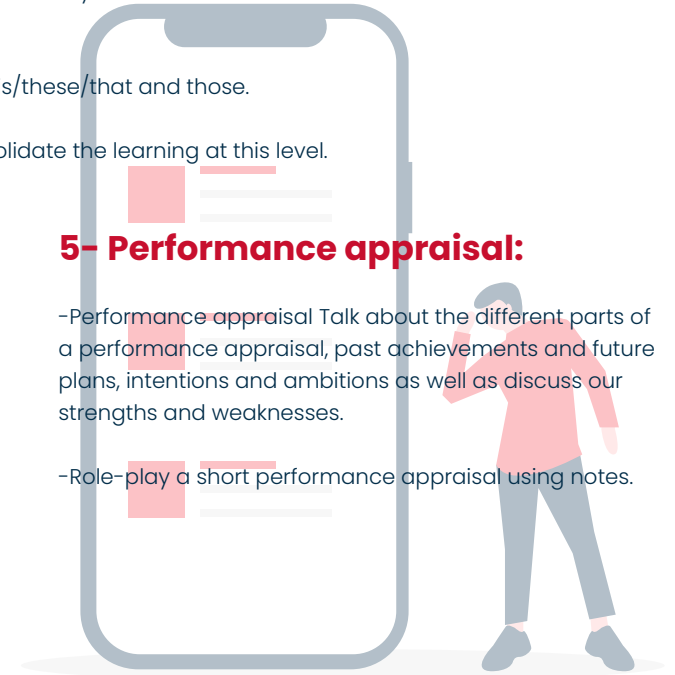 s/these/that and those.
olidate the learning at this level.
5- Performance appraisal:
-Performance appraisal Talk about the different parts of
a performance appraisal, past achievements and future
plans, intentions and ambitions as well as discuss our
strengths and weaknesses.
-Role-play a short performance appraisal using notes.